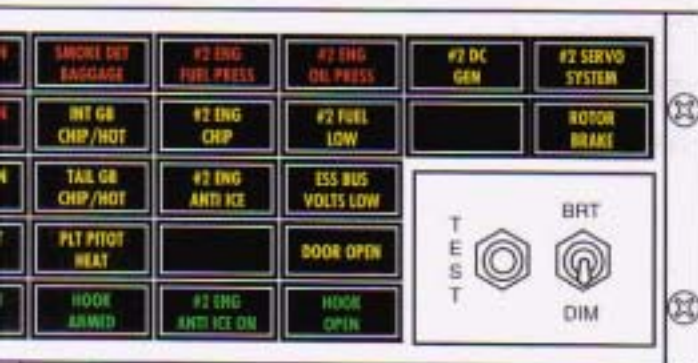 SMOKE DET
BAGGAGE
#2 ENG
FUEL PRESS
#2 ENG
OIL PRESS
#2 DC
GEN
#2 SERVO
SYSTEM
INT GB
CHIP/HOT
#2 ENG
CHIP
#2 FUEL
LOW
ROTOR
BRAKE
TAIL GB
CHIP/HOT
#2 ENG
ANTI ICE
ESS BUS
VOLTS LOW
PLT PITOT
HEAT
DOOR OPEN
HOOK
ARMED
#2 ENG
ANTI ICE ON
HOOK
OPEN
TEST
BRT
DIM